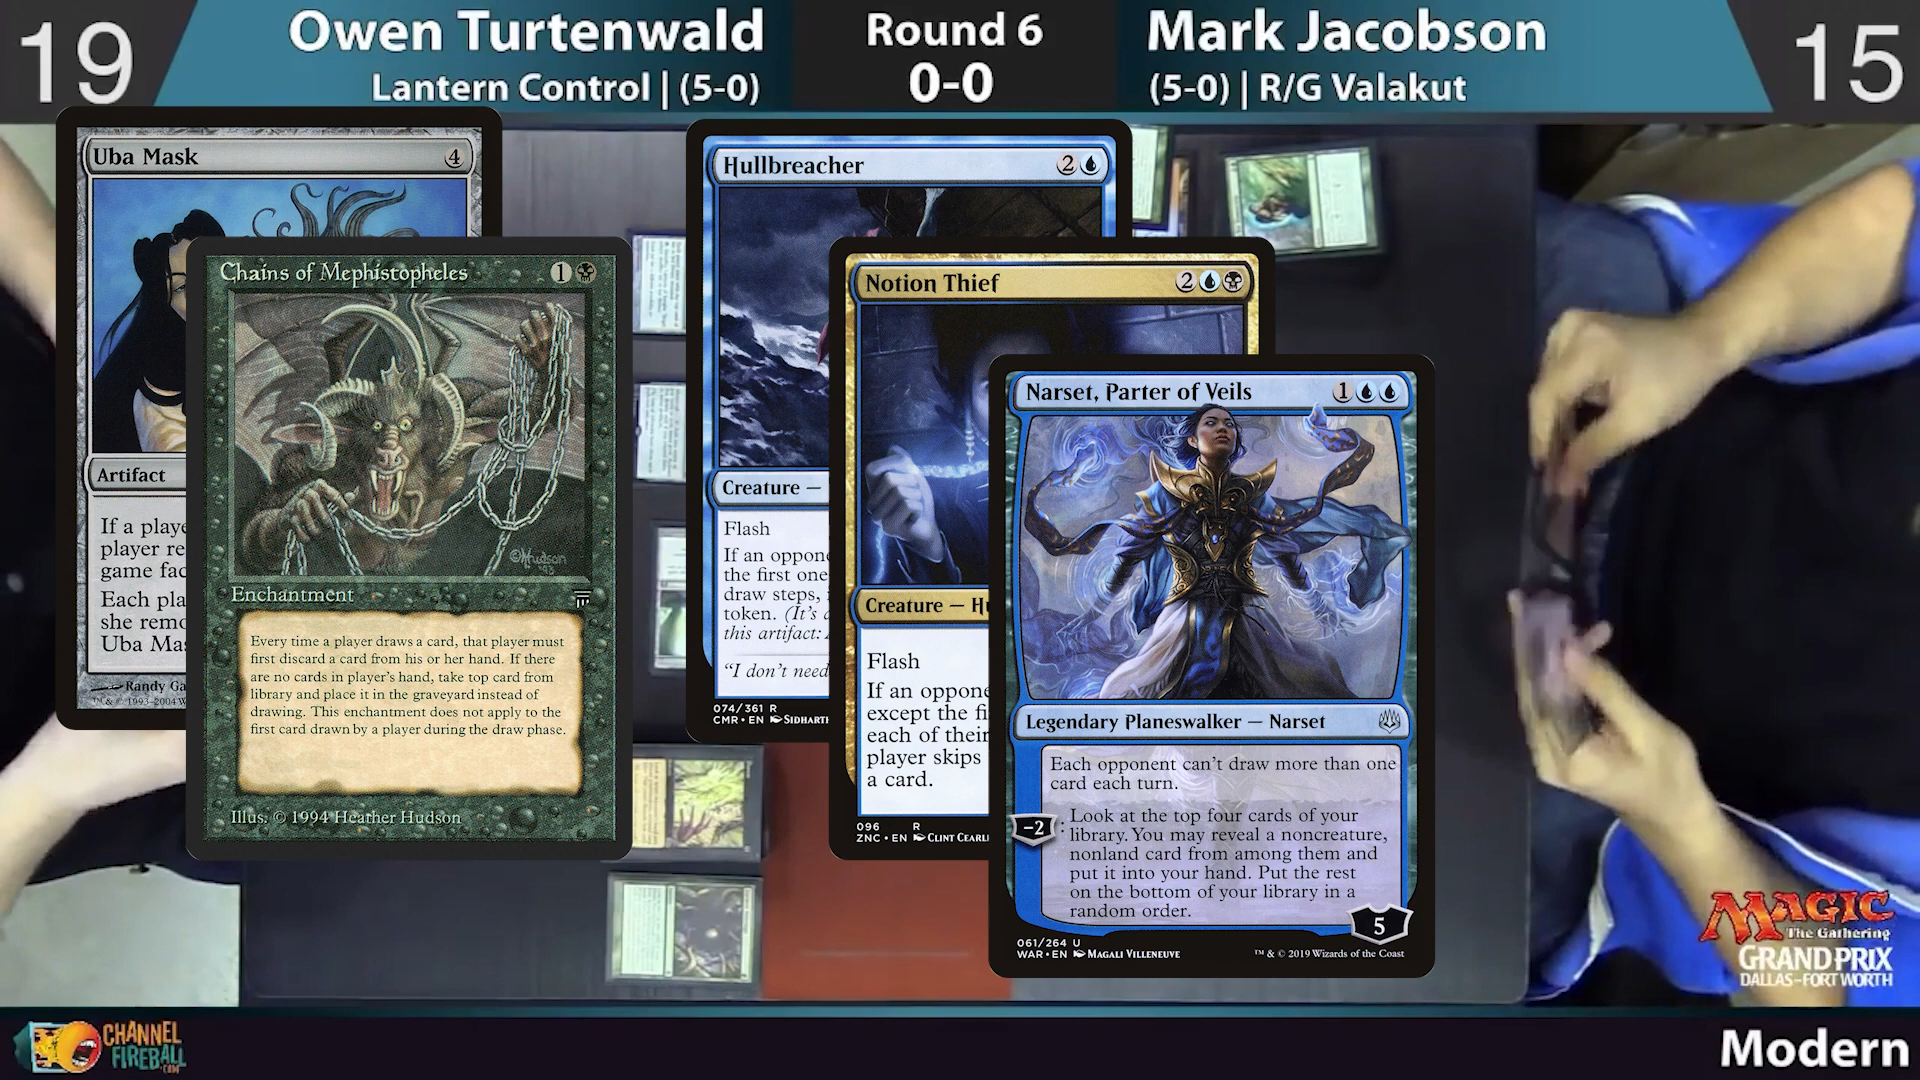 19
Owen Turtenwald
Lantern Control | (5-0)
Round 6
0-0
Mark Jacobson
(5-0) | R/G Valakut
15
Uba Mask
4
Artifact
If a playe
player re
game fac
Each pla
she remo
Uba Ma
Randy Ga
™ & © 1993-2004 W
Chains of Mephistopheles
1
©Hudson
'93
Enchantment
Every time a player draws a card, that player must
first discard a card from his or her hand. If there
are no cards in player's hand, take top card from
library and place it in the graveyard instead of
drawing. This enchantment does not apply to the
first card drawn by a player during the draw phase.
Illus. © 1994 Heather Hudson
Hullbreacher
2
Creature —
Flash
If an oppone
the first one
draw steps,
token. (It's
this artifact:
"I don't need
074/361 R
CMR • EN SIDHARTH
Notion Thief
2
Creature — Hu
Flash
If an oppone
except the fi
each of their
player skips
a card.
096 R
ZNC • EN CLINT CEARL
Narset, Parter of Veils
1
Legendary Planeswalker — Narset
Each opponent can't draw more than one
card each turn.
−2: Look at the top four cards of your
library. You may reveal a noncreature,
nonland card from among them and
put it into your hand. Put the rest
on the bottom of your library in a
random order.
5
061/264 U
WAR • EN MAGALI VILLENEUVE
™ & © 2019 Wizards of the Coast
MAGIC
The Gathering
GRAND PRIX
DALLAS-FORT WORTH
CHANNEL
FIREBALL
.COM
Modern